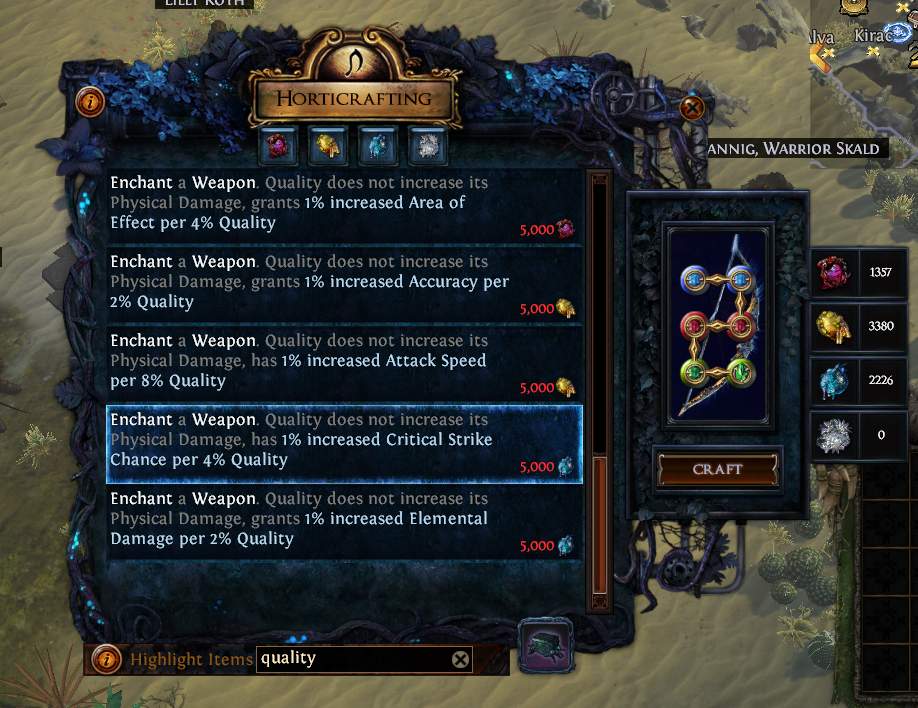 LILLY ROTH
Alva
Kirac
HORTICRAFTING
ANNIG, WARRIOR SKALD
Enchant a Weapon. Quality does not increase its
Physical Damage, grants 1% increased Area of
Effect per 4% Quality
5,000
Enchant a Weapon. Quality does not increase its
Physical Damage, grants 1% increased Accuracy per
2% Quality
5,000
Enchant a Weapon. Quality does not increase its
Physical Damage, has 1% increased Attack Speed
per 8% Quality
5,000
Enchant a Weapon. Quality does not increase its
Physical Damage, has 1% increased Critical Strike
Chance per 4% Quality
5,000
Enchant a Weapon. Quality does not increase its
Physical Damage, grants 1% increased Elemental
Damage per 2% Quality
5,000
1357
3380
2226
0
CRAFT
Highlight Items quality